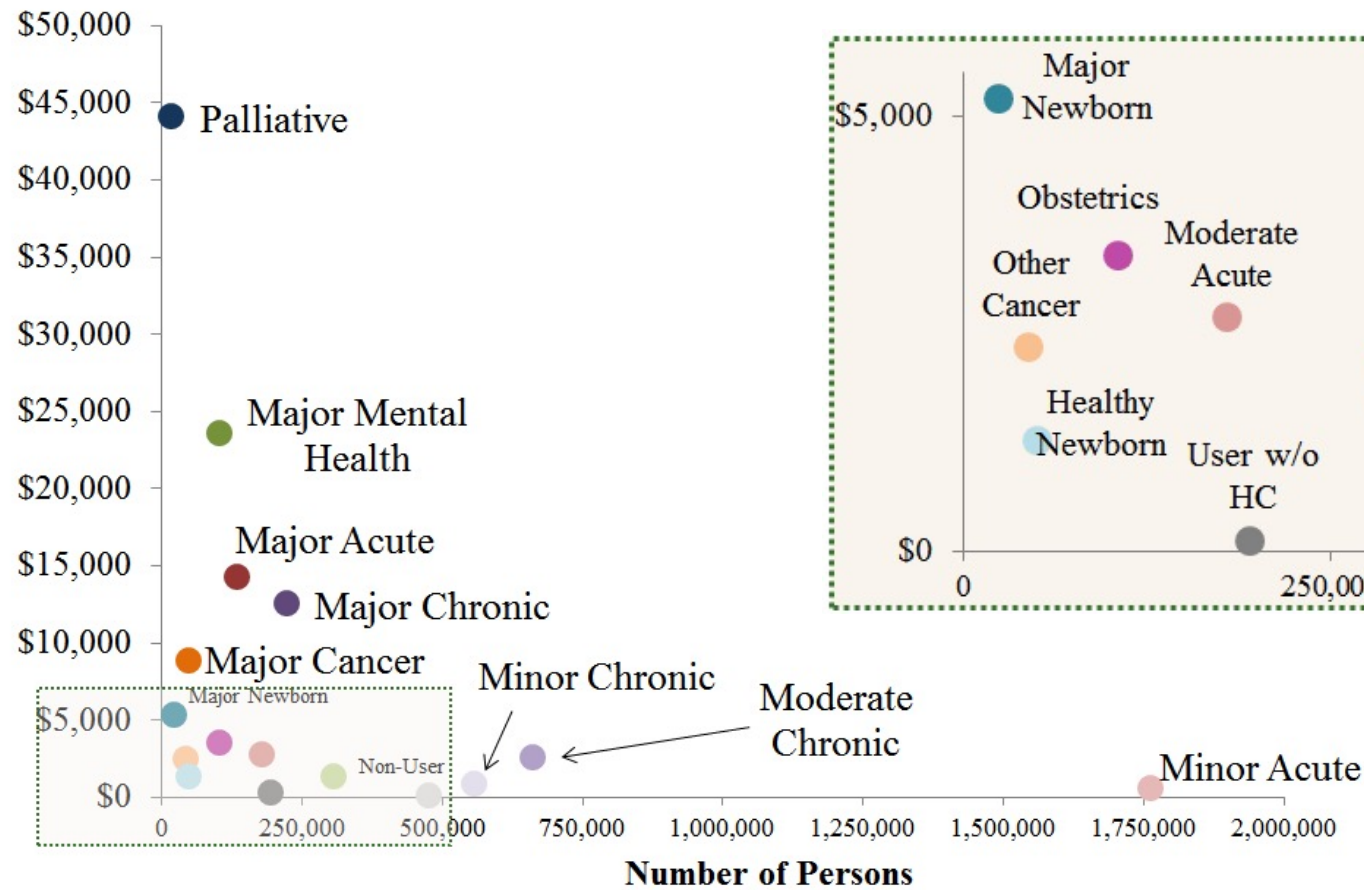 $50,000
$45,000
Palliative
$40,000
$35,000
$30,000
$25,000
Major Mental
Health
$20,000
Major Acute
$15,000
Major Chronic
$10,000
Major Cancer
Minor Chronic
Moderate
Chronic
Major Newborn
$5,000
Non-User
Minor Acute
$0
0
250,000
500,000
750,000
1,000,000
1,250,000
1,500,000
1,750,000
2,000,000
Number of Persons
Major
Newborn
$5,000
Obstetrics
Moderate
Acute
Other
Cancer
Healthy
Newborn
User w/o
HC
$0
0
250,00